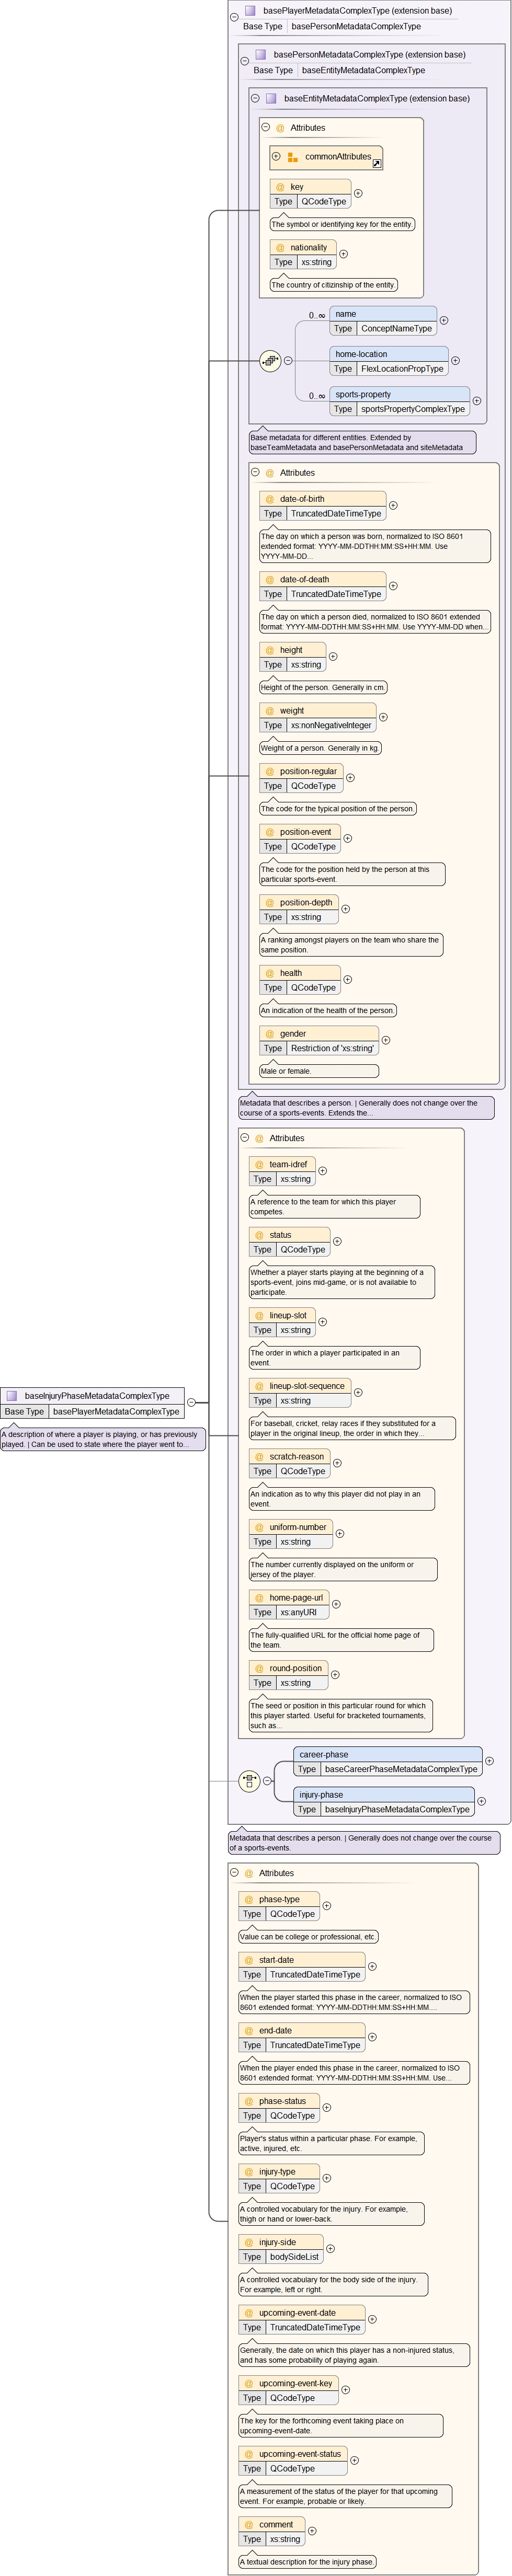 basePlayerMetadataComplexType (extension base)
Base Type basePersonMetadataComplexType
basePersonMetadataComplexType (extension base)
Base Type baseEntityMetadataComplexType
baseEntityMetadataComplexType (extension base)
@ Attributes
commonAttributes
@ key
Type QCodeType
The symbol or identifying key for the entity.
@ nationality
Type xs:string
The country of citizinship of the entity.
0..∞ name
Type ConceptNameType
home-location
Type FlexLocationPropType
0..∞ sports-property
Type sportsPropertyComplexType
Base metadata for different entities. Extended by
baseTeamMetadata and basePersonMetadata and siteMetadata
@ Attributes
@ date-of-birth
Type TruncatedDateTimeType
The day on which a person was born, normalized to ISO 8601
extended format: YYYY-MM-DDTHH:MM:SS+HH:MM. Use
YYYY-MM-DD...
@ date-of-death
Type TruncatedDateTimeType
The day on which a person died, normalized to ISO 8601 extended
format: YYYY-MM-DDTHH:MM:SS+HH:MM. Use YYYY-MM-DD when...
@ height
Type xs:string
Height of the person. Generally in cm.
@ weight
Type xs:nonNegativeInteger
Weight of a person. Generally in kg.
@ position-regular
Type QCodeType
The code for the typical position of the person.
@ position-event
Type QCodeType
The code for the position held by the person at this
particular sports-event.
@ position-depth
Type xs:string
A ranking amongst players on the team who share the
same position.
@ health
Type QCodeType
An indication of the health of the person.
@ gender
Type Restriction of 'xs:string'
Male or female.
Metadata that describes a person. | Generally does not change over the
course of a sports-events. Extends the...
@ Attributes
@ team-idref
Type xs:string
A reference to the team for which this player
competes.
@ status
Type QCodeType
Whether a player starts playing at the beginning of a
sports-event, joins mid-game, or is not available to
participate.
@ lineup-slot
Type xs:string
The order in which a player participated in an
event.
@ lineup-slot-sequence
Type xs:string
For baseball, cricket, relay races if they substituted for a
player in the original lineup, the order in which they...
@ scratch-reason
Type QCodeType
An indication as to why this player did not play in an
event.
@ uniform-number
Type xs:string
The number currently displayed on the uniform or
jersey of the player.
@ home-page-url
Type xs:anyURI
The fully-qualified URL for the official home page of
the team.
@ round-position
Type xs:string
The seed or position in this particular round for which
this player started. Useful for bracketed tournaments,
such as...
baseInjuryPhaseMetadataComplexType
Base Type basePlayerMetadataComplexType
A description of where a player is playing, or has previously
played. | Can be used to state where the player went to...
career-phase
Type baseCareerPhaseMetadataComplexType
injury-phase
Type baseInjuryPhaseMetadataComplexType
Metadata that describes a person. | Generally does not change over the course
of a sports-events.
@ Attributes
@ phase-type
Type QCodeType
Value can be college or professional, etc.
@ start-date
Type TruncatedDateTimeType
When the player started this phase in the career, normalized to ISO
8601 extended format: YYYY-MM-DDTHH:MM:SS+HH:MM....
@ end-date
Type TruncatedDateTimeType
When the player ended this phase in the career, normalized to ISO
8601 extended format: YYYY-MM-DDTHH:MM:SS+HH:MM. Use...
@ phase-status
Type QCodeType
Player's status within a particular phase. For example,
active, injured, etc.
@ injury-type
Type QCodeType
A controlled vocabulary for the injury. For example,
thigh or hand or lower-back.
@ injury-side
Type bodySideList
A controlled vocabulary for the body side of the injury.
For example, left or right.
@ upcoming-event-date
Type TruncatedDateTimeType
Generally, the date on which this player has a non-injured status,
and has some probability of playing again.
@ upcoming-event-key
Type QCodeType
The key for the forthcoming event taking place on
upcoming-event-date.
@ upcoming-event-status
Type QCodeType
A measurement of the status of the player for that upcoming
event. For example, probable or likely.
@ comment
Type xs:string
A textual description for the injury phase.